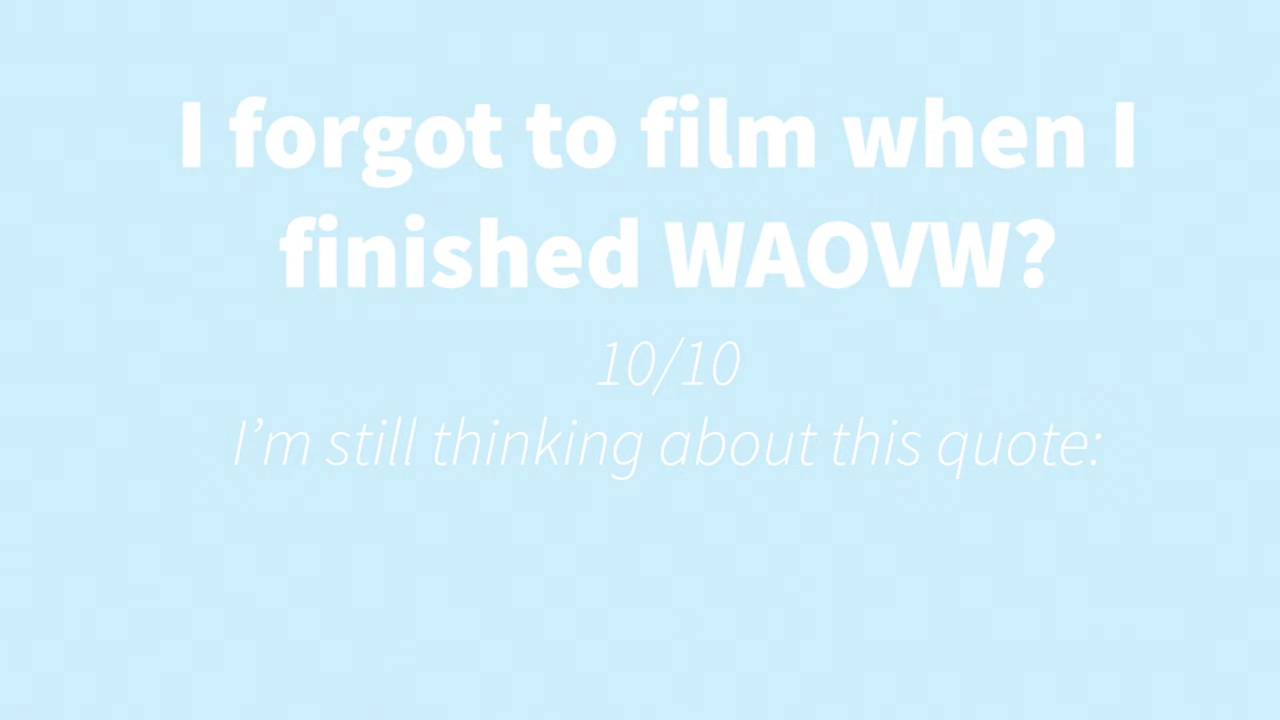 I forgot to film when I
finished WAOVW?
10/10
I’m still thinking about this quote: